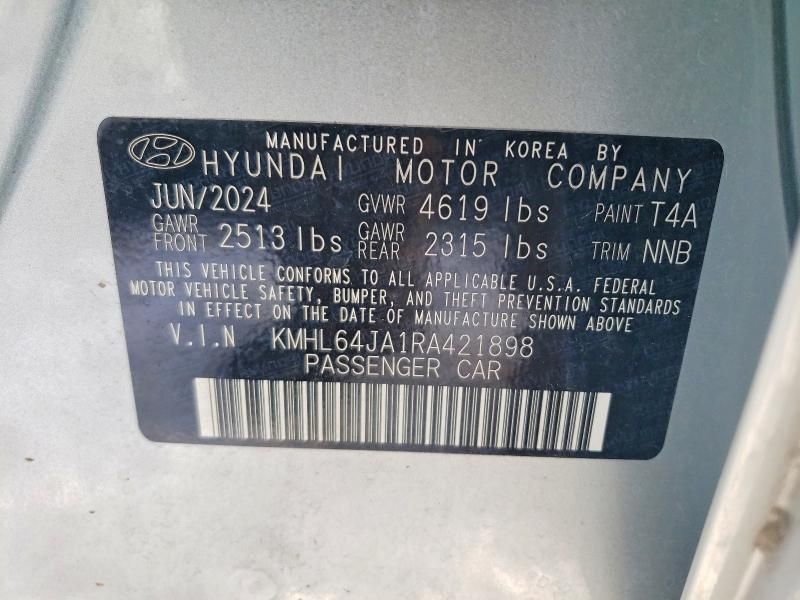 MANUFACTURED IN KOREA BY
HYUNDAI MOTOR COMPANY
JUN/2024 GVWR 4619 lbs PAINT T4A
GAWR FRONT 2513 lbs GAWR REAR 2315 lbs TRIM NNB
THIS VEHICLE CONFORMS TO ALL APPLICABLE U.S.A. FEDERAL
MOTOR VEHICLE SAFETY, BUMPER, AND THEFT PREVENTION STANDARDS
IN EFFECT ON THE DATE OF MANUFACTURE SHOWN ABOVE
V.I.N KMHL64JA1RA421898
PASSENGER CAR